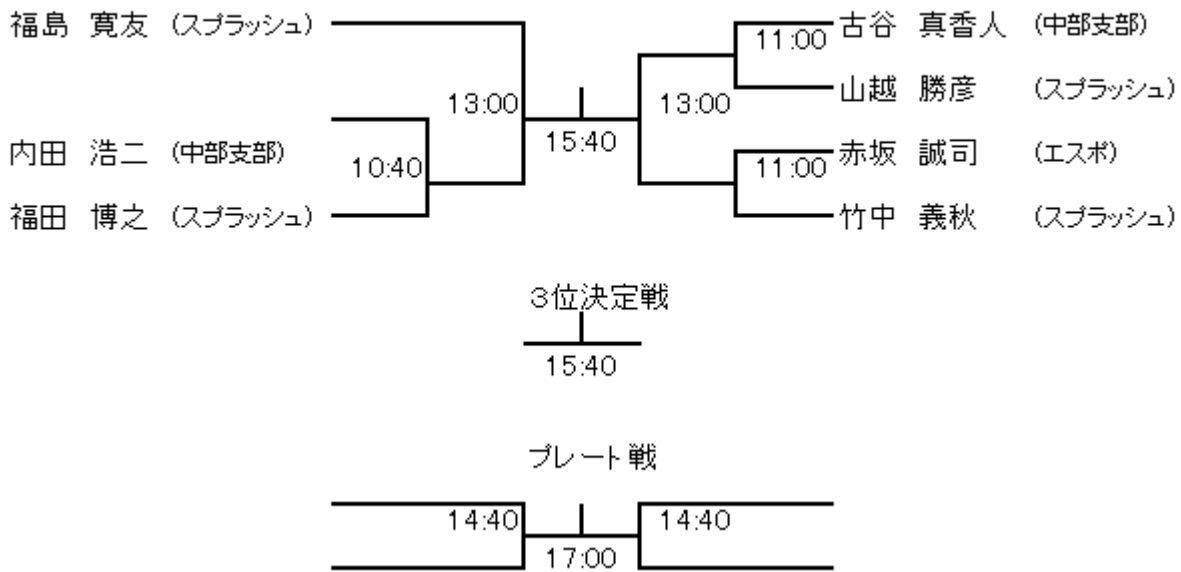 福島 寛友 (スプラッシュ) 古谷 真香人 (中部支部)
11:00
山越 勝彦 (スプラッシュ)
13:00 13:00
15:40
内田 浩二 (中部支部) 赤坂 誠司 (エスポ)
10:40 11:00
福田 博之 (スプラッシュ) 竹中 義秋 (スプラッシュ)
3位決定戦
15:40
プレート戦
14:40 14:40
17:00